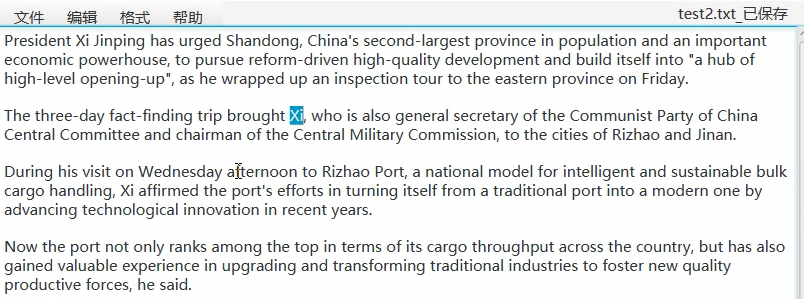 文件 编辑 格式 帮助 test2.txt_已保存
President Xi Jinping has urged Shandong, China's second-largest province in population and an important
economic powerhouse, to pursue reform-driven high-quality development and build itself into "a hub of
high-level opening-up", as he wrapped up an inspection tour to the eastern province on Friday.
The three-day fact-finding trip brought Xi, who is also general secretary of the Communist Party of China
Central Committee and chairman of the Central Military Commission, to the cities of Rizhao and Jinan.
During his visit on Wednesday afternoon to Rizhao Port, a national model for intelligent and sustainable bulk
cargo handling, Xi affirmed the port's efforts in turning itself from a traditional port into a modern one by
advancing technological innovation in recent years.
Now the port not only ranks among the top in terms of its cargo throughput across the country, but has also
gained valuable experience in upgrading and transforming traditional industries to foster new quality
productive forces, he said.